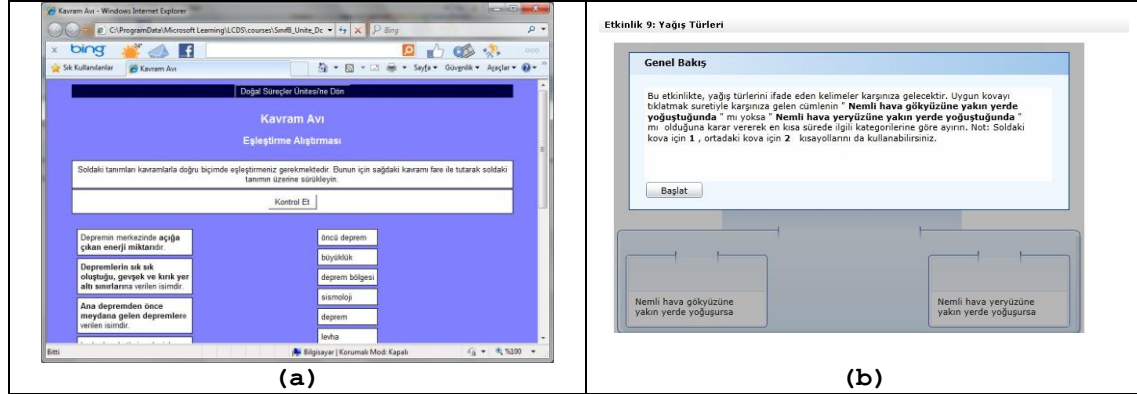 Kavram Avı - Windows Internet Explorer
C:\ProgramData\Microsoft Learning\LCDS\courses\Sınıf8_Unite_Dc
Bing
bing
Sık Kullanılanlar
Kavram Avı
Sayfa
Güvenlik
Araçlar
Doğal Süreçler Ünitesi'ne Dön
Kavram Avı
Eşleştirme Alıştırması
Soldaki tanımları kavramlarla doğru biçimde eşleştirmeniz gerekmektedir. Bunun için sağdaki kavramı fare ile tutarak soldaki
tanımın üzerine sürükleyin.
Kontrol Et
Depremin merkezinde açığa
çıkan enerji miktarıdır.
Depremlerin sık sık
oluştuğu, gevşek ve kırık yer
altı sınırlarına verilen isimdir.
Ana depremden önce
meydana gelen depremlere
verilen isimdir.
öncü deprem
büyüklük
deprem bölgesi
sismoloji
deprem
levha
Bitti
Bilgisayar | Korumalı Mod: Kapalı
%100
(a)
Etkinlik 9: Yağış Türleri
Genel Bakış
Bu etkinlikte, yağış türlerini ifade eden kelimeler karşınıza gelecektir. Uygun kovayı
tıklatmak suretiyle karşınıza gelen cümlenin " Nemli hava gökyüzüne yakın yerde
yoğuştuğunda " mı yoksa " Nemli hava yeryüzüne yakın yerde yoğuştuğunda "
mı olduğuna karar vererek en kısa sürede ilgili kategorilerine göre ayırın. Not: Soldaki
kova için 1 , ortadaki kova için 2 kısayollarını da kullanabilirsiniz.
Başlat
Nemli hava gökyüzüne
yakın yerde yoğuşursa
Nemli hava yeryüzüne
yakın yerde yoğuşursa
(b)